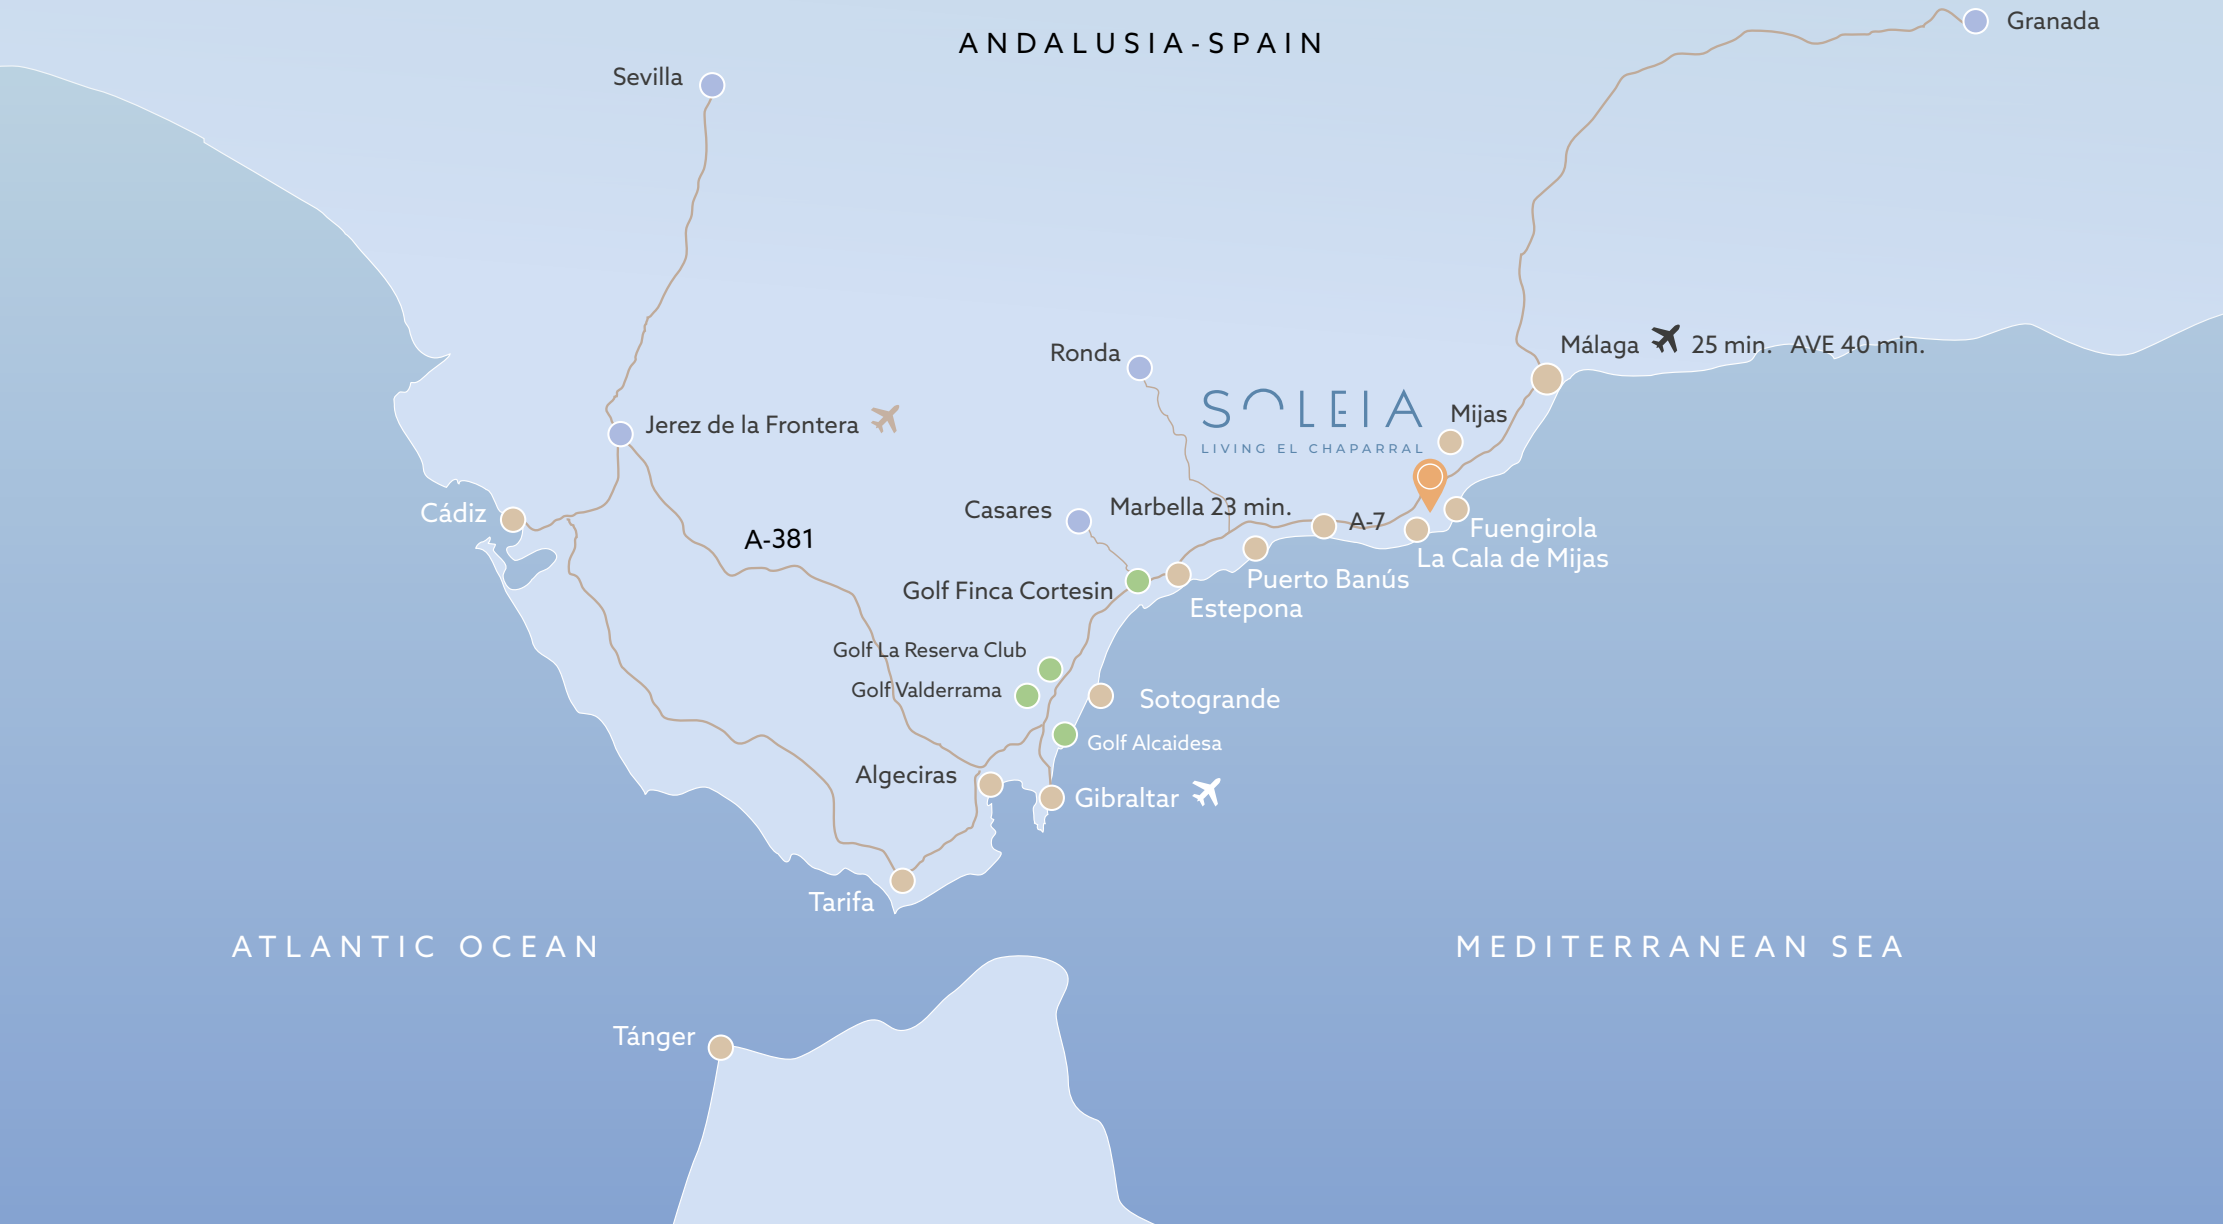 Granada
ANDALUSIA-SPAIN
Sevilla
Málaga 25 min. AVE 40 min.
Ronda
SOLEIA
LIVING EL CHAPARRAL
Mijas
Jerez de la Frontera
Cádiz
Casares
Marbella 23 min.
A-7
Fuengirola
A-381
La Cala de Mijas
Puerto Banús
Golf Finca Cortesin
Estepona
Golf La Reserva Club
Golf Valderrama
Sotogrande
Golf Alcaidesa
Algeciras
Gibraltar
Tarifa
ATLANTIC OCEAN
MEDITERRANEAN SEA
Tánger